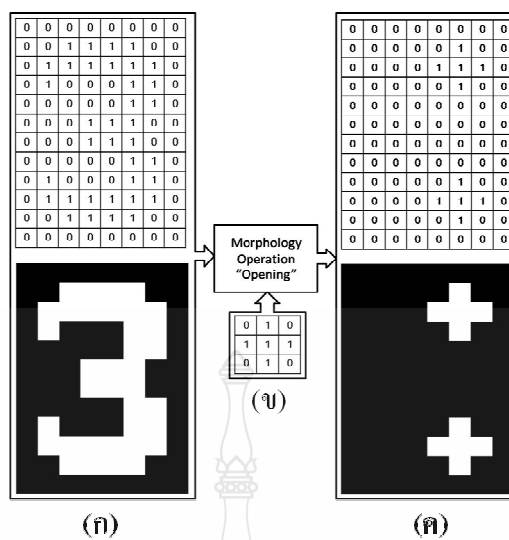 0 0 0 0 0 0 0 0
0 0 1 1 1 1 0 0
0 1 1 1 1 1 1 0
0 1 0 0 0 1 1 0
0 0 0 0 0 1 1 0
0 0 0 1 1 1 0 0
0 0 0 1 1 1 0 0
0 0 0 0 0 1 1 0
0 1 0 0 0 1 1 0
0 1 1 1 1 1 1 0
0 0 1 1 1 1 0 0
0 0 0 0 0 0 0 0
(ก)
Morphology
Operation
"Opening"
0 1 0
1 1 1
0 1 0
(ข)
0 0 0 0 0 0 0 0
0 0 0 0 0 1 0 0
0 0 0 0 1 1 1 0
0 0 0 0 0 1 0 0
0 0 0 0 0 0 0 0
0 0 0 0 0 0 0 0
0 0 0 0 0 0 0 0
0 0 0 0 0 0 0 0
0 0 0 0 0 1 0 0
0 0 0 0 1 1 1 0
0 0 0 0 0 1 0 0
0 0 0 0 0 0 0 0
(ค)